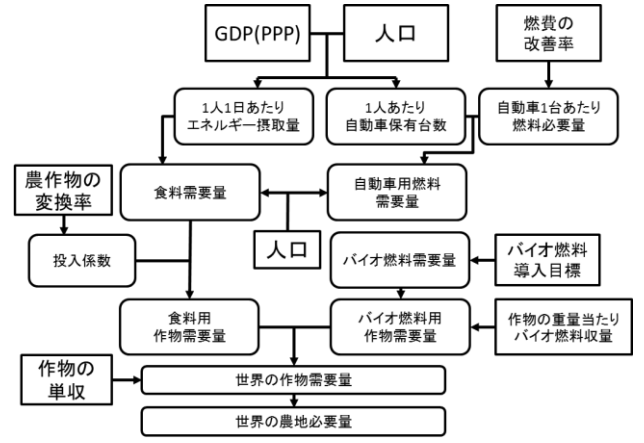 GDP(PPP)
人口
燃費の
改善率
1人1日あたり
エネルギー摂取量
1人あたり
自動車保有台数
自動車1台あたり
燃料必要量
農作物の
変換率
食料需要量
自動車用燃料
需要量
人口
投入係数
バイオ燃料需要量
バイオ燃料
導入目標
食料用
作物需要量
バイオ燃料用
作物需要量
作物の重量当たり
バイオ燃料収量
作物の
単収
世界の作物需要量
世界の農地必要量